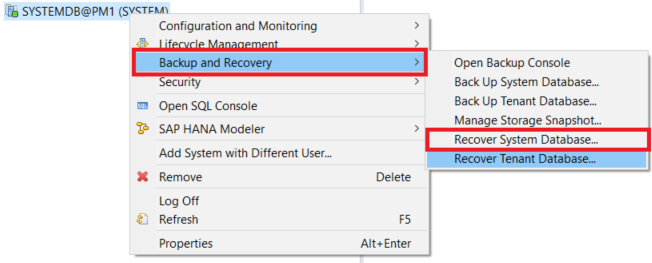 SYSTEMDB@PM1 (SYSTEM)
Configuration and Monitoring
Lifecycle Management
Backup and Recovery
Security
SQL Open SQL Console
SAP HANA Modeler
Add System with Different User...
Remove Delete
Log Off
Refresh F5
Properties Alt+Enter
Open Backup Console
Back Up System Database...
Back Up Tenant Database...
Manage Storage Snapshot...
Recover System Database...
Recover Tenant Database...